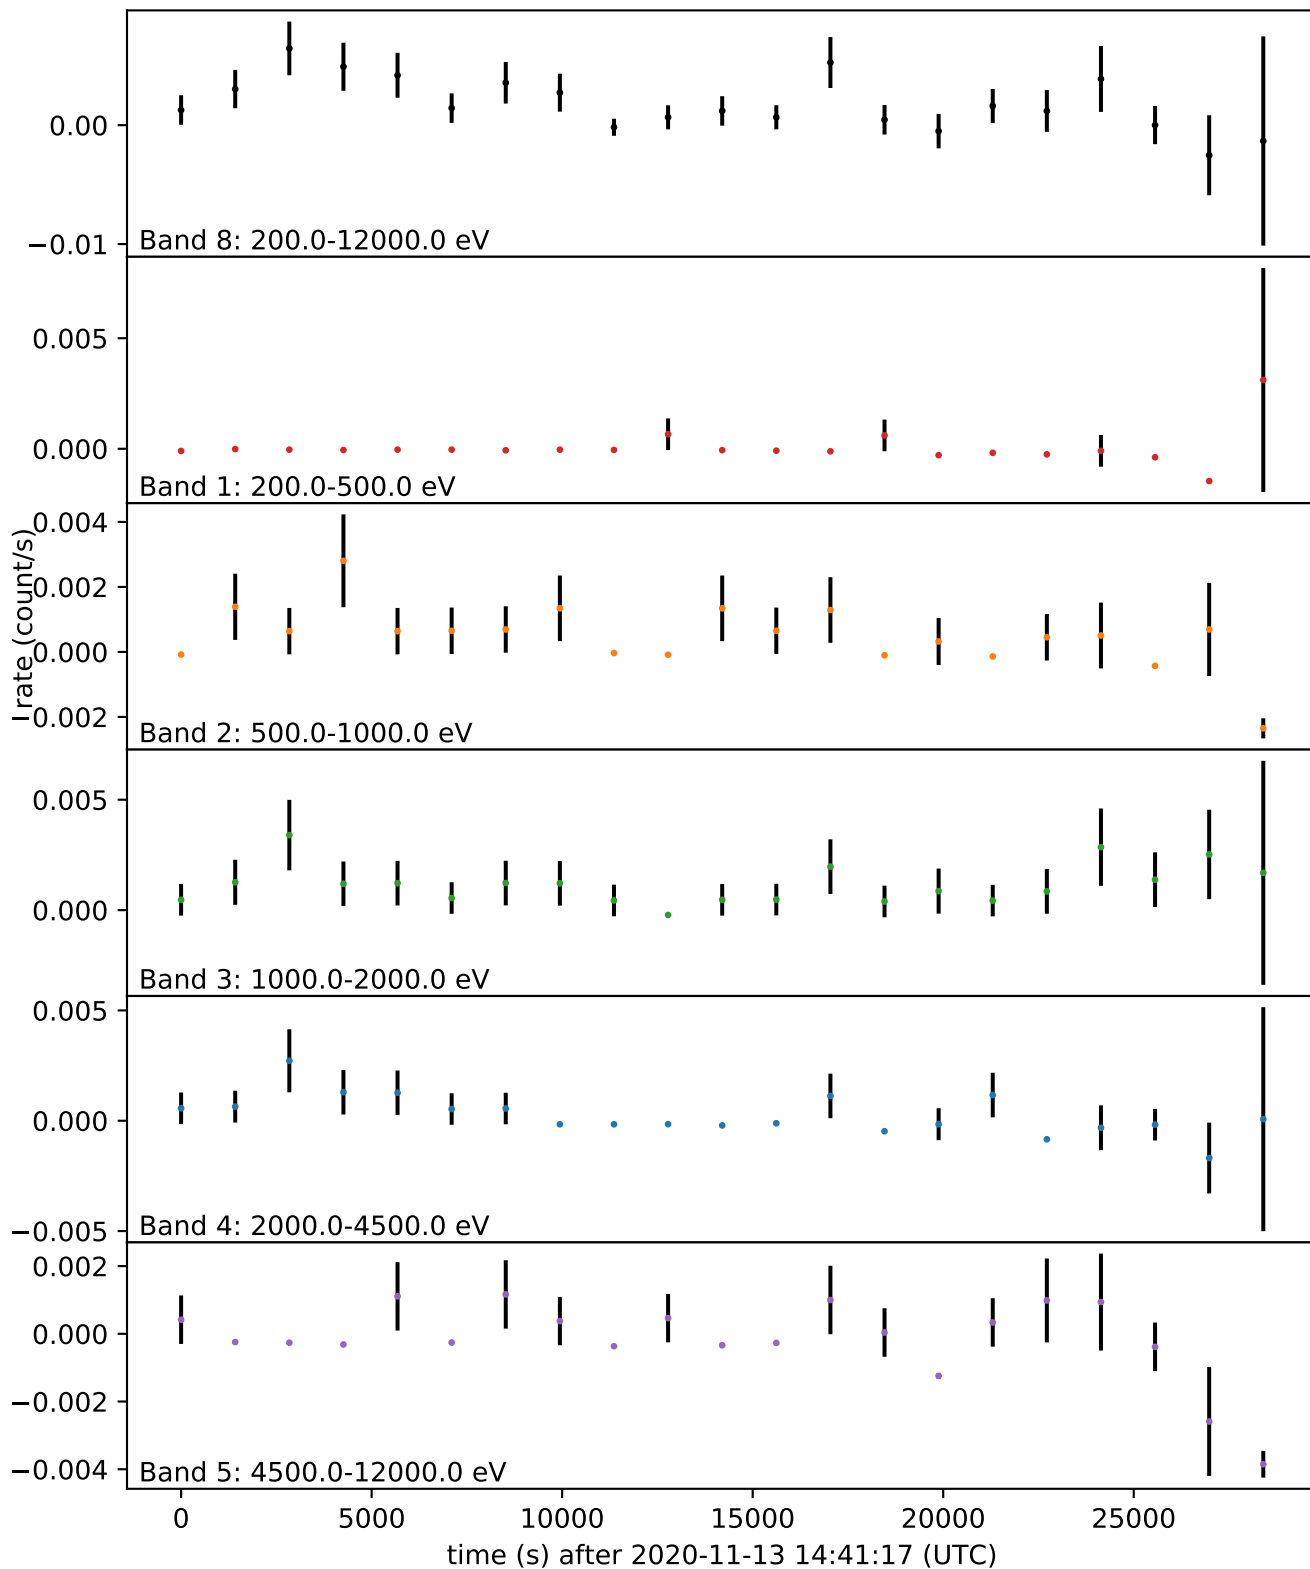 0.00
−0.01
Band 8: 200.0-12000.0 eV
0.005
0.000
Band 1: 200.0-500.0 eV
rate (count/s)
0.004
0.002
0.000
−0.002
Band 2: 500.0-1000.0 eV
0.005
0.000
Band 3: 1000.0-2000.0 eV
0.005
0.000
−0.005
Band 4: 2000.0-4500.0 eV
0.002
0.000
−0.002
−0.004
Band 5: 4500.0-12000.0 eV
0 5000 10000 15000 20000 25000
time (s) after 2020-11-13 14:41:17 (UTC)